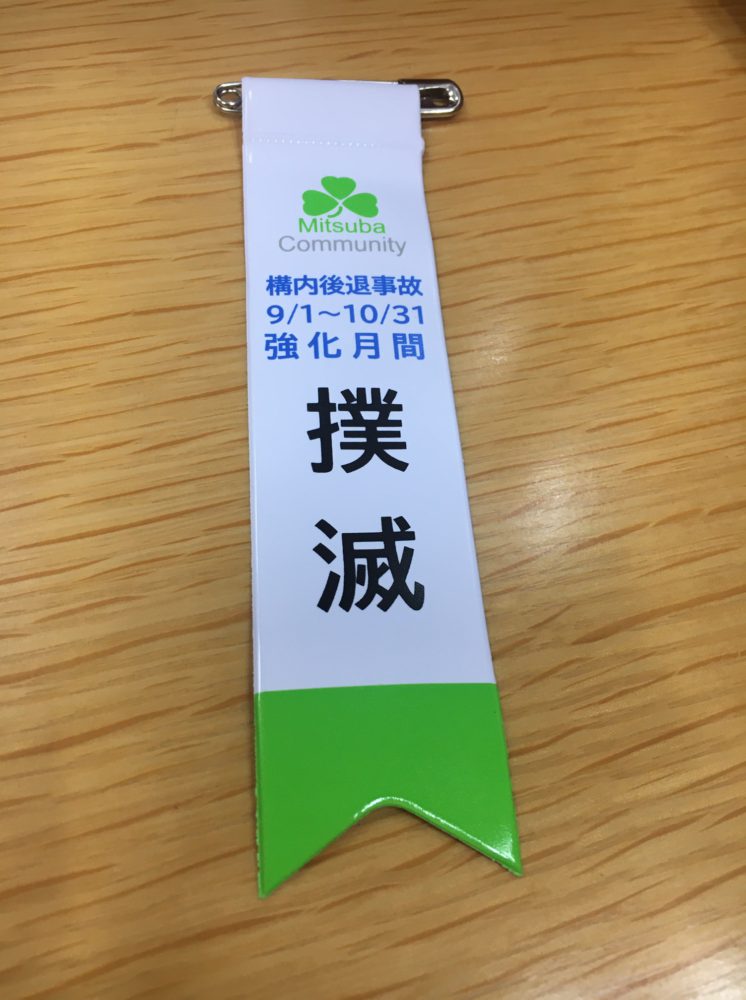 Mitsuba
Community
構内後退事故
9/1～10/31
強化月間
撲
滅